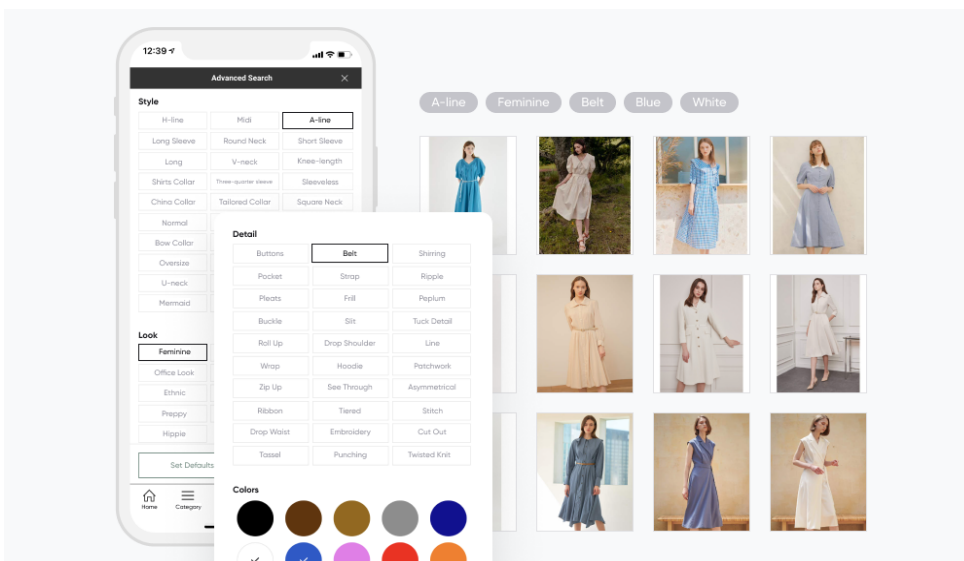 12:39
Advanced Search
Style
H-line Midi A-line
Long Sleeve Round Neck Short Sleeve
Long V-neck Knee-length
Shirts Collar Three-quarter sleeve Sleeveless
China Collar Tailored Collar Square Neck
Normal
Bow Collar
Oversize
U-neck
Mermaid
Look
Feminine
Office Look
Ethnic
Preppy
Hippie
Set Defaults
Home Category
Detail
Buttons Belt Shirring
Pocket Strap Ripple
Pleats Frill Peplum
Buckle Slit Tuck Detail
Roll Up Drop Shoulder Line
Wrap Hoodie Patchwork
Zip Up See Through Asymmetrical
Ribbon Tiered Stitch
Drop Waist Embroidery Cut Out
Tassel Punching Twisted Knit
Colors
A-line Feminine Belt Blue White